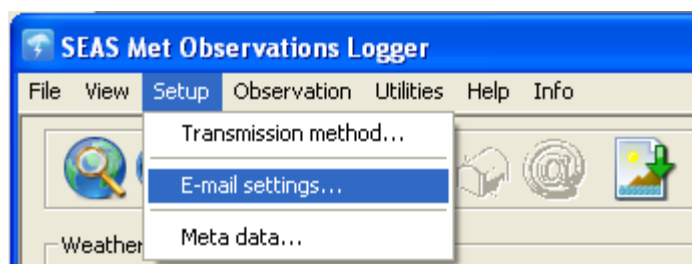 SEAS Met Observations Logger
File View Setup Observation Utilities Help Info
Transmission method...
E-mail settings...
Meta data...
Weather